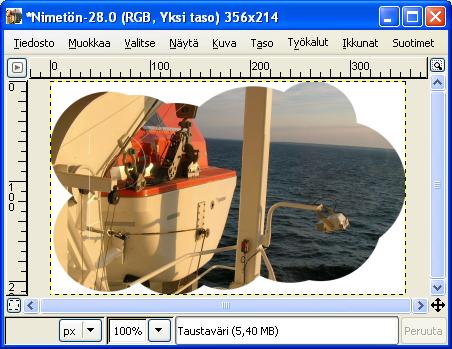 *Nimetön-28.0 (RGB, Yksi taso) 356x214
Tiedosto Muokkaa Valitse Näytä Kuva Taso Työkalut Ikkunat Suotimet
0 100 200 300
0
100
2
px 100% Taustaväri (5,40 MB) Peruuta